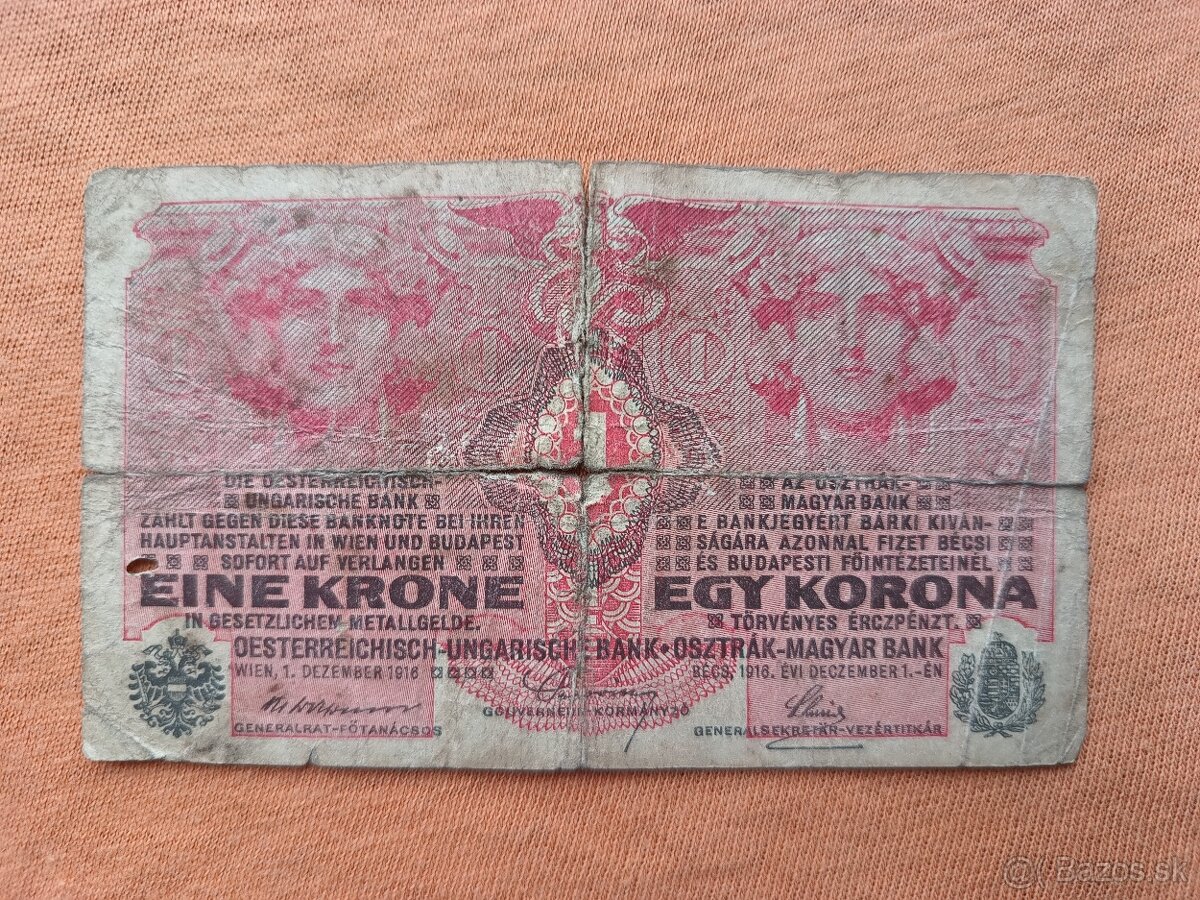 DIE OESTERREICHISCH-
UNGARISCHE BANK
ZAHLT GEGEN DIESE BANKNOTE BEI IHREN
HAUPTANSTALTEN IN WIEN UND BUDAPEST
SOFORT AUF VERLANGEN
EINE KRONE
IN GESETZLICHEM METALLGELDE.
AZ OSZTRÁK-
MAGYAR BANK
E BANKJEGYÉRT BÁRKI KIVÁN-
SÁGÁRA AZONNAL FIZET BÉCSI
ÉS BUDAPESTI FŐINTÉZETEINÉL
EGY KORONA
TÖRVÉNYES ÉRCZPÉNZT.
OESTERREICHISCH-UNGARISCHE BANK•OSZTRÁK-MAGYAR BANK
WIEN, 1. DEZEMBER 1916
BÉCS, 1916. ÉVI DECZEMBER 1.-ÉN
GENERALRAT-FŐTANÁCSOS
GOUVERNEUR-KORMÁNYZÓ
GENERALSEKRETÄR-VEZÉRTITKÁR
1
@ Bazos.sk